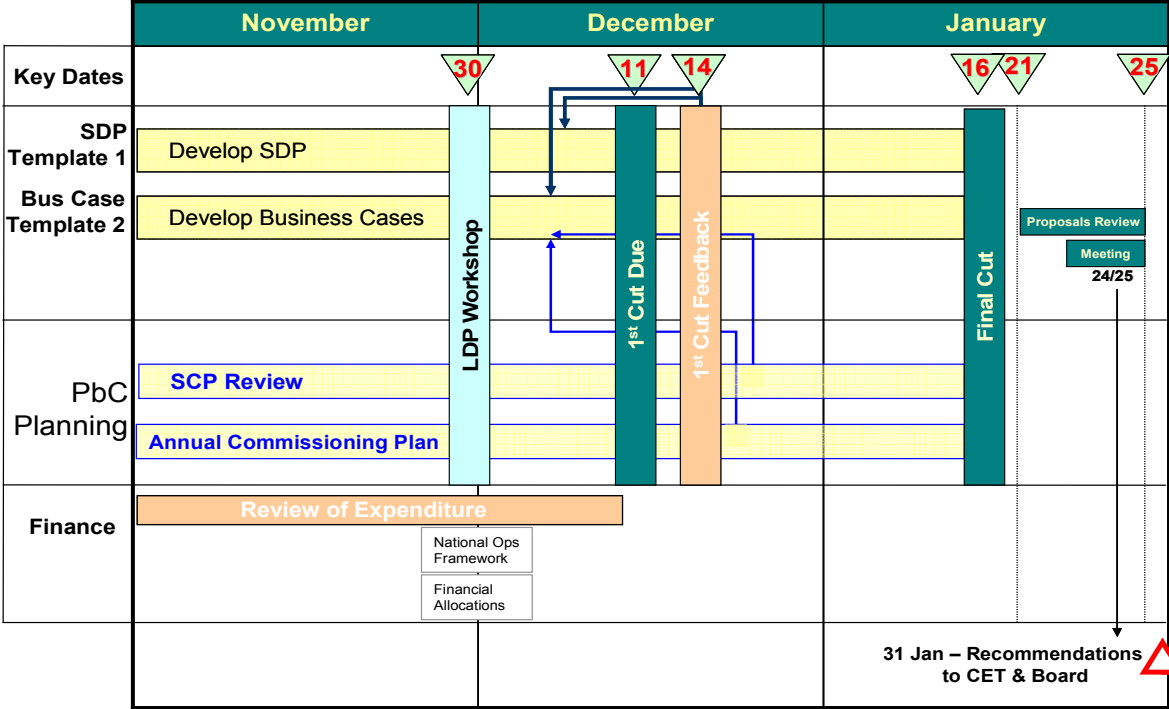 November
December
January
Key Dates
30
11
14
16
21
25
SDP
Template 1
Develop SDP
Bus Case
Template 2
Develop Business Cases
LDP Workshop
1st Cut Due
1st Cut Feedback
Final Cut
Proposals Review
Meeting
24/25
PbC
Planning
SCP Review
Annual Commissioning Plan
Finance
Review of Expenditure
National Ops
Framework
Financial
Allocations
31 Jan – Recommendations
to CET & Board